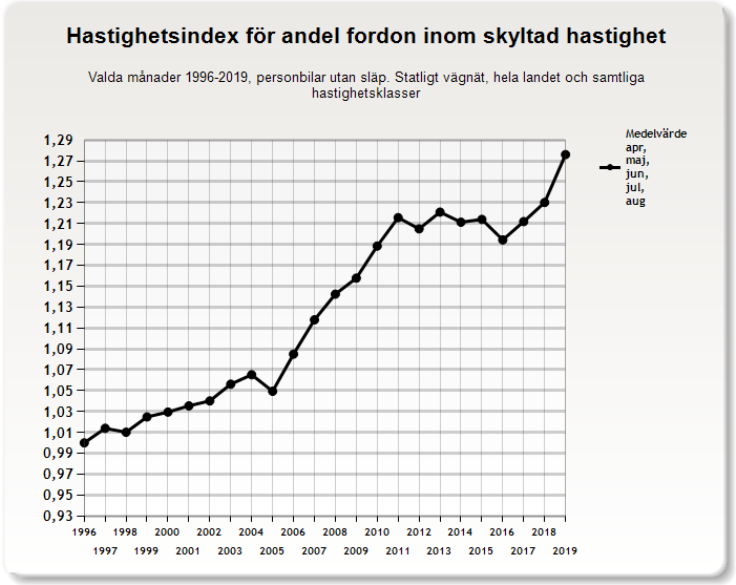 Hastighetsindex för andel fordon inom skyltad hastighet
Valda månader 1996-2019, personbilar utan släp. Statligt vägnät, hela landet och samtliga
hastighetsklasser
Medelvärde
apr,
maj,
jun,
jul,
aug
1,29
1,27
1,25
1,23
1,21
1,19
1,17
1,15
1,13
1,11
1,09
1,07
1,05
1,03
1,01
0,99
0,97
0,95
0,93
1996 1998 2000 2002 2004 2006 2008 2010 2012 2014 2016 2018
1997 1999 2001 2003 2005 2007 2009 2011 2013 2015 2017 2019